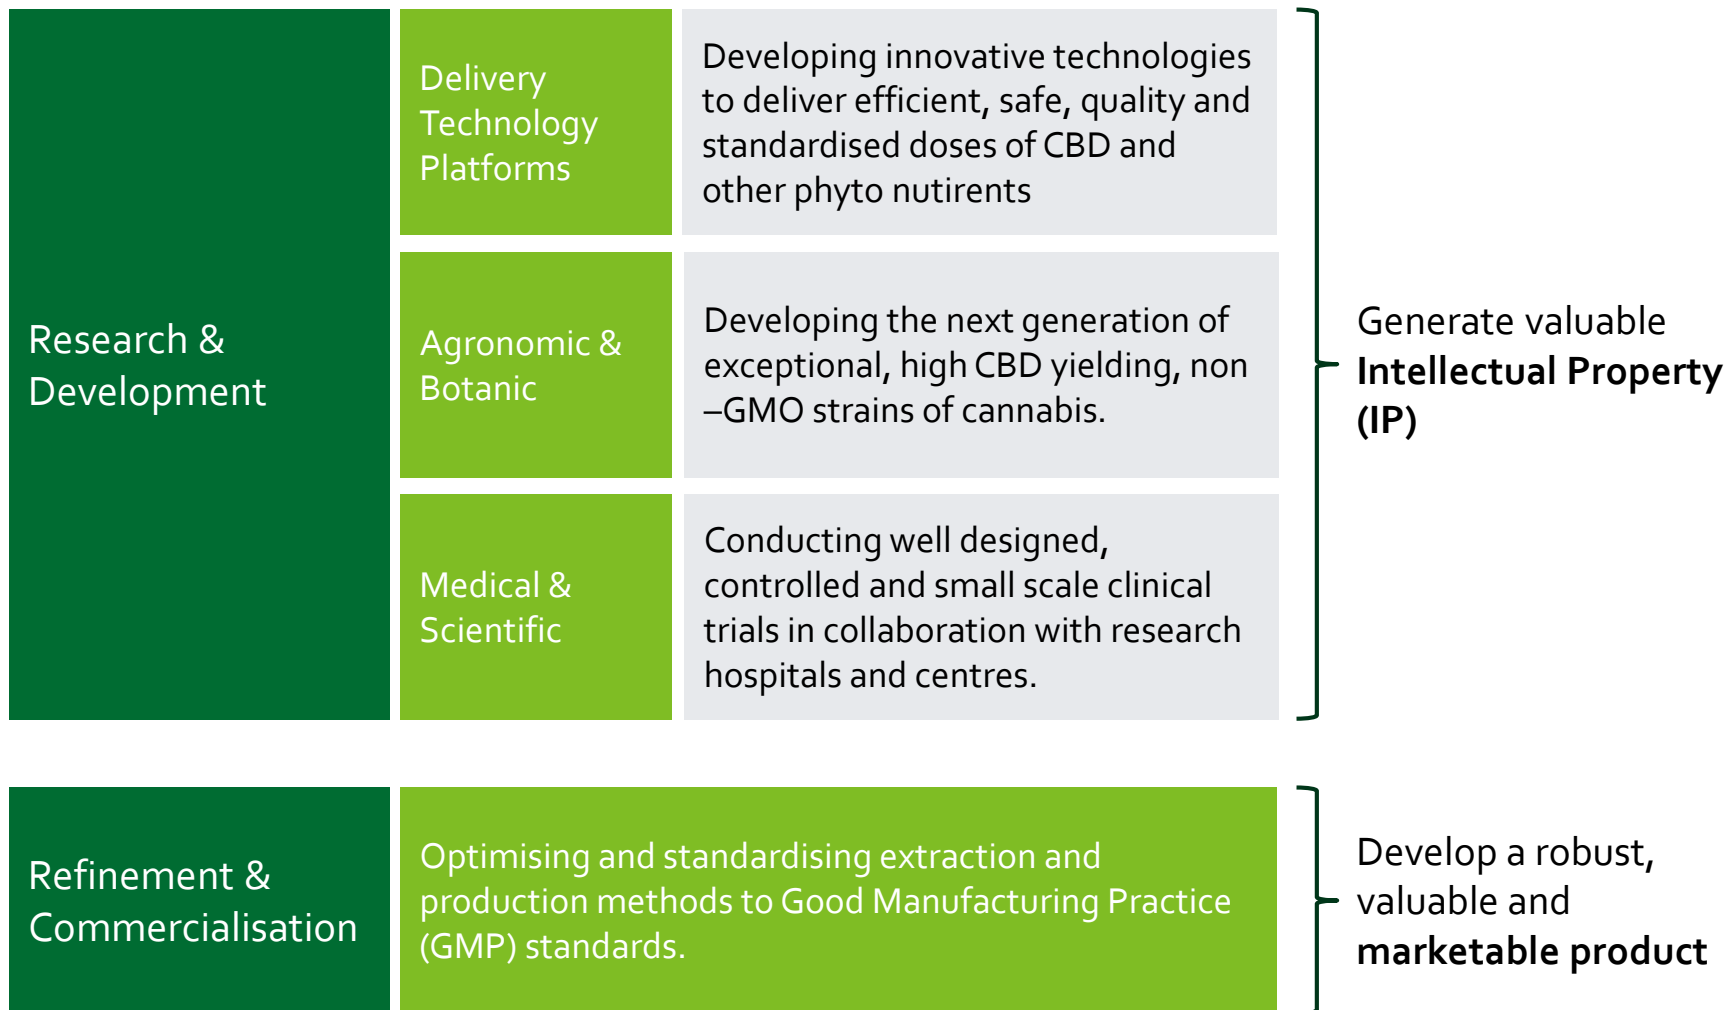 Research &
Development
Delivery
Technology
Platforms
Developing innovative technologies
to deliver efficient, safe, quality and
standardised doses of CBD and
other phyto nutirents
Agronomic &
Botanic
Developing the next generation of
exceptional, high CBD yielding, non
–GMO strains of cannabis.
Medical &
Scientific
Conducting well designed,
controlled and small scale clinical
trials in collaboration with research
hospitals and centres.
Generate valuable
Intellectual Property
(IP)
Refinement &
Commercialisation
Optimising and standardising extraction and
production methods to Good Manufacturing Practice
(GMP) standards.
Develop a robust,
valuable and
marketable product